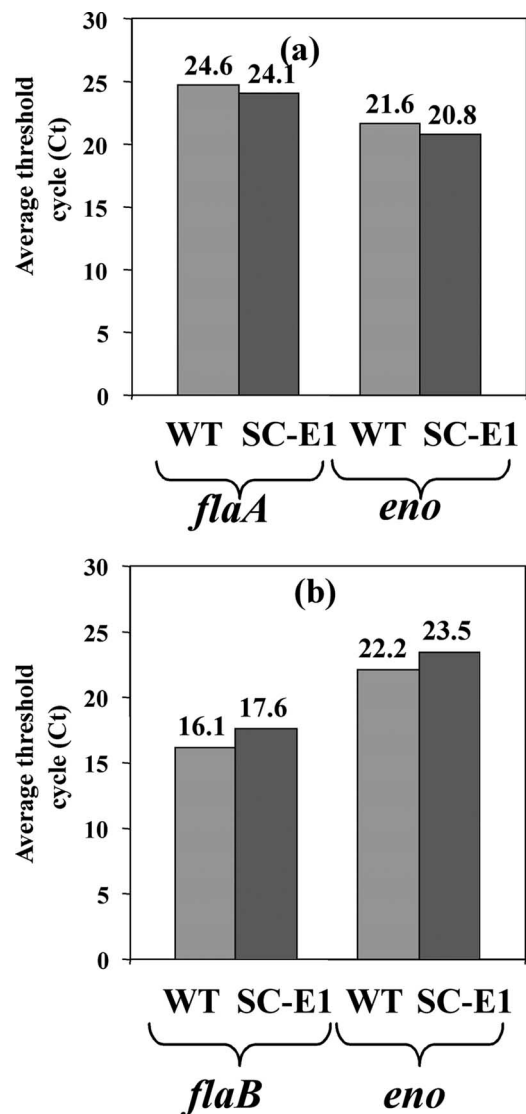 (a)
30
25
20
15
10
5
0
Average threshold
cycle (Ct)
24.6 24.1 21.6 20.8
WT SC-E1 WT SC-E1
flaA eno
(b)
30
25
20
15
10
5
0
Average threshold
cycle (Ct)
16.1 17.6 22.2 23.5
WT SC-E1 WT SC-E1
flaB eno